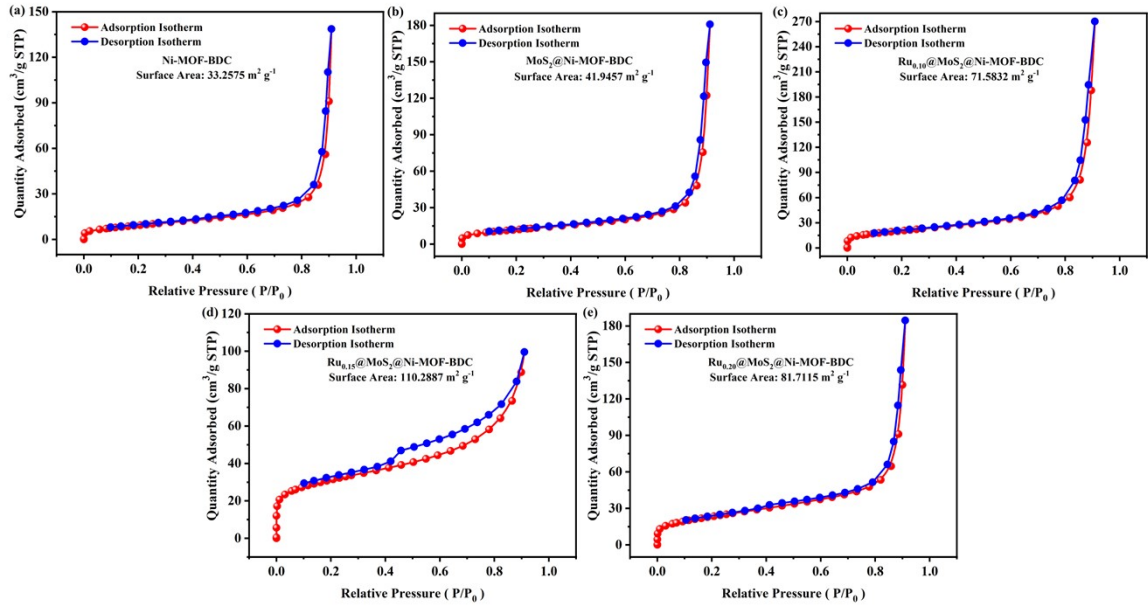 (a)
150
120
90
60
30
0
Quantity Adsorbed (cm³/g STP)
Adsorption Isotherm
Desorption Isotherm
Ni-MOF-BDC
Surface Area: 33.2575 m² g⁻¹
0.0 0.2 0.4 0.6 0.8 1.0
Relative Pressure ( P/P₀ )
(b)
180
150
120
90
60
30
0
Quantity Adsorbed (cm³/g STP)
Adsorption Isotherm
Desorption Isotherm
MoS₂@Ni-MOF-BDC
Surface Area: 41.9457 m² g⁻¹
0.0 0.2 0.4 0.6 0.8 1.0
Relative Pressure ( P/P₀ )
(c)
270
240
210
180
150
120
90
60
30
0
Quantity Adsorbed (cm³/g STP)
Adsorption Isotherm
Desorption Isotherm
Ru₀.₁₀@MoS₂@Ni-MOF-BDC
Surface Area: 71.5832 m² g⁻¹
0.0 0.2 0.4 0.6 0.8 1.0
Relative Pressure ( P/P₀ )
(d)
120
100
80
60
40
20
0
Quantity Adsorbed (cm³/g STP)
Adsorption Isotherm
Desorption Isotherm
Ru₀.₁₅@MoS₂@Ni-MOF-BDC
Surface Area: 110.2887 m² g⁻¹
0.0 0.2 0.4 0.6 0.8 1.0
Relative Pressure ( P/P₀ )
(e)
180
150
120
90
60
30
0
Quantity Adsorbed (cm³/g STP)
Adsorption Isotherm
Desorption Isotherm
Ru₀.₂₀@MoS₂@Ni-MOF-BDC
Surface Area: 81.7115 m² g⁻¹
0.0 0.2 0.4 0.6 0.8 1.0
Relative Pressure ( P/P₀ )